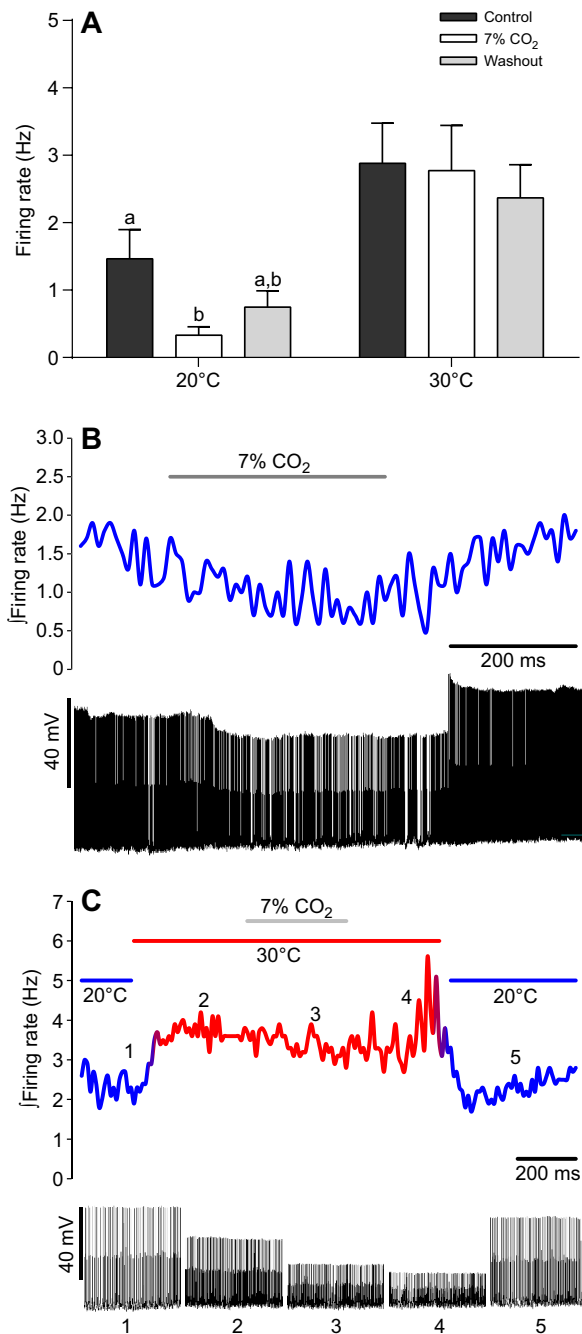 A
Control
7% CO2
Washout
Firing rate (Hz)
5
4
3
2
1
0
a
b
a,b
20°C
30°C
B
7% CO2
∫Firing rate (Hz)
3.0
2.5
2.0
1.5
1.0
0.5
0
200 ms
40 mV
C
7% CO2
30°C
20°C
20°C
∫Firing rate (Hz)
7
6
5
4
3
2
1
0
1
2
3
4
5
200 ms
40 mV
1
2
3
4
5